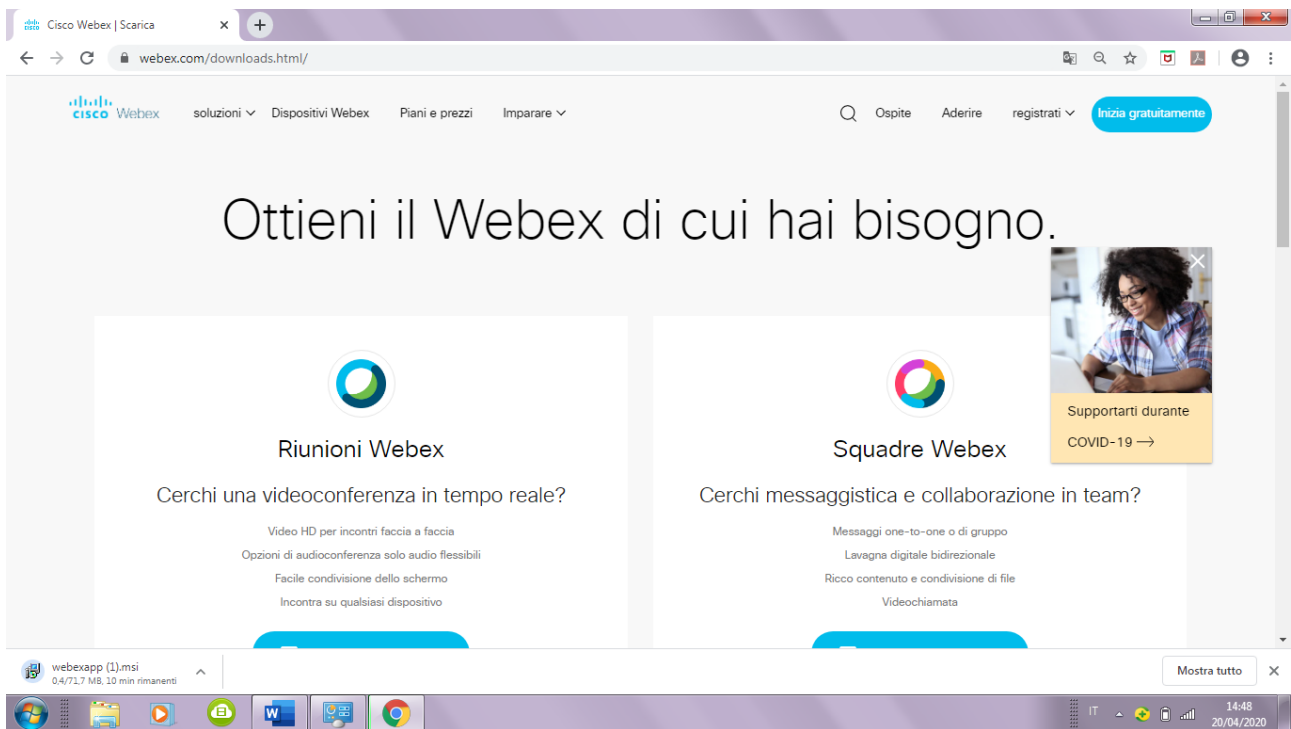 Cisco Webex | Scarica
webex.com/downloads.html/
CISCO Webex soluzioni Dispositivi Webex Piani e prezzi Imparare Ospite Aderire registrati Inizia gratuitamente
Ottieni il Webex di cui hai bisogno.
Riunioni Webex
Cerchi una videoconferenza in tempo reale?
Video HD per incontri faccia a faccia
Opzioni di audioconferenza solo audio flessibili
Facile condivisione dello schermo
Incontra su qualsiasi dispositivo
Squadre Webex
Cerchi messaggistica e collaborazione in team?
Messaggi one-to-one o di gruppo
Lavagna digitale bidirezionale
Ricco contenuto e condivisione di file
Videochiamata
Supportarti durante
COVID-19 →
webexapp (1).msi
0,4/71,7 MB, 10 min rimanenti
Mostra tutto
IT
14:48
20/04/2020